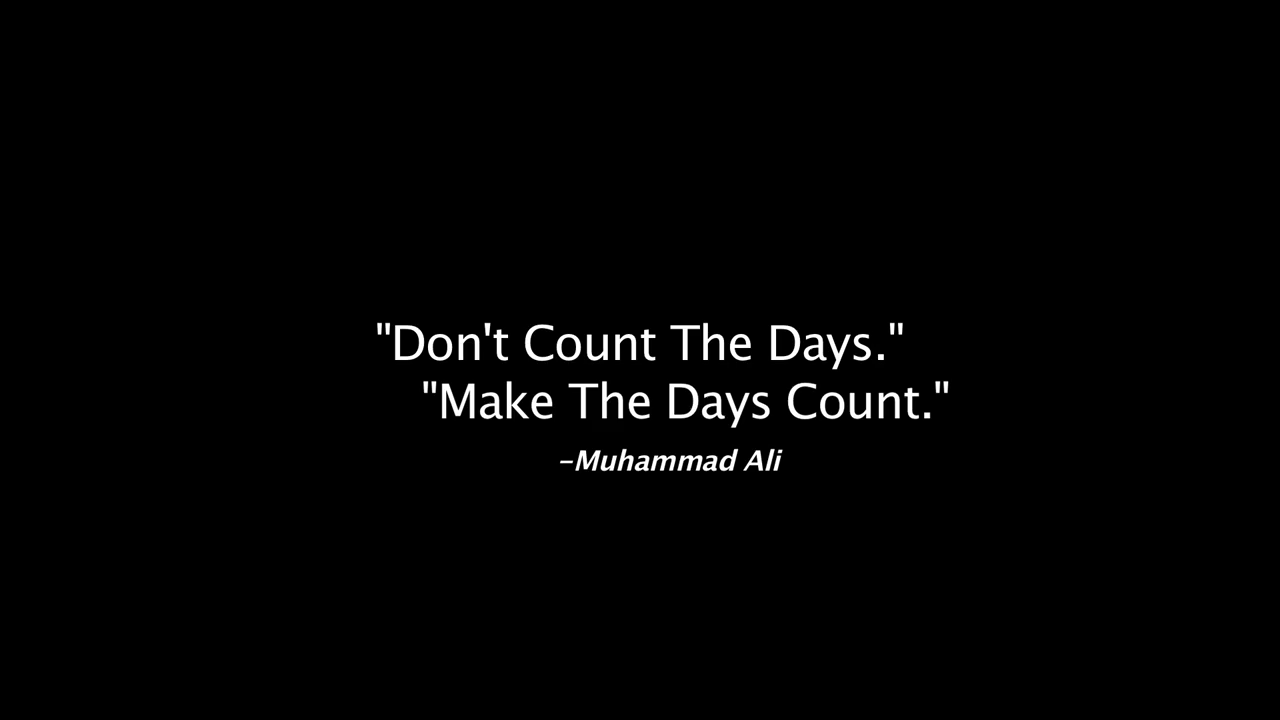 "Don't Count The Days."
"Make The Days Count."
–Muhammad Ali